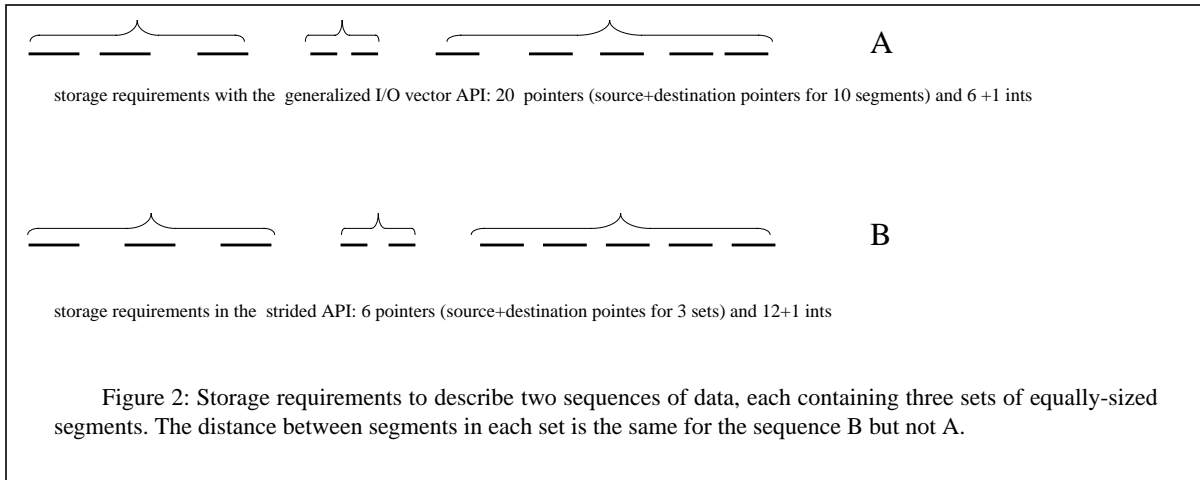 A
storage requirements with the generalized I/O vector API: 20 pointers (source+destination pointers for 10 segments) and 6 +1 ints
B
storage requirements in the strided API: 6 pointers (source+destination pointes for 3 sets) and 12+1 ints
Figure 2: Storage requirements to describe two sequences of data, each containing three sets of equally-sized
segments. The distance between segments in each set is the same for the sequence B but not A.